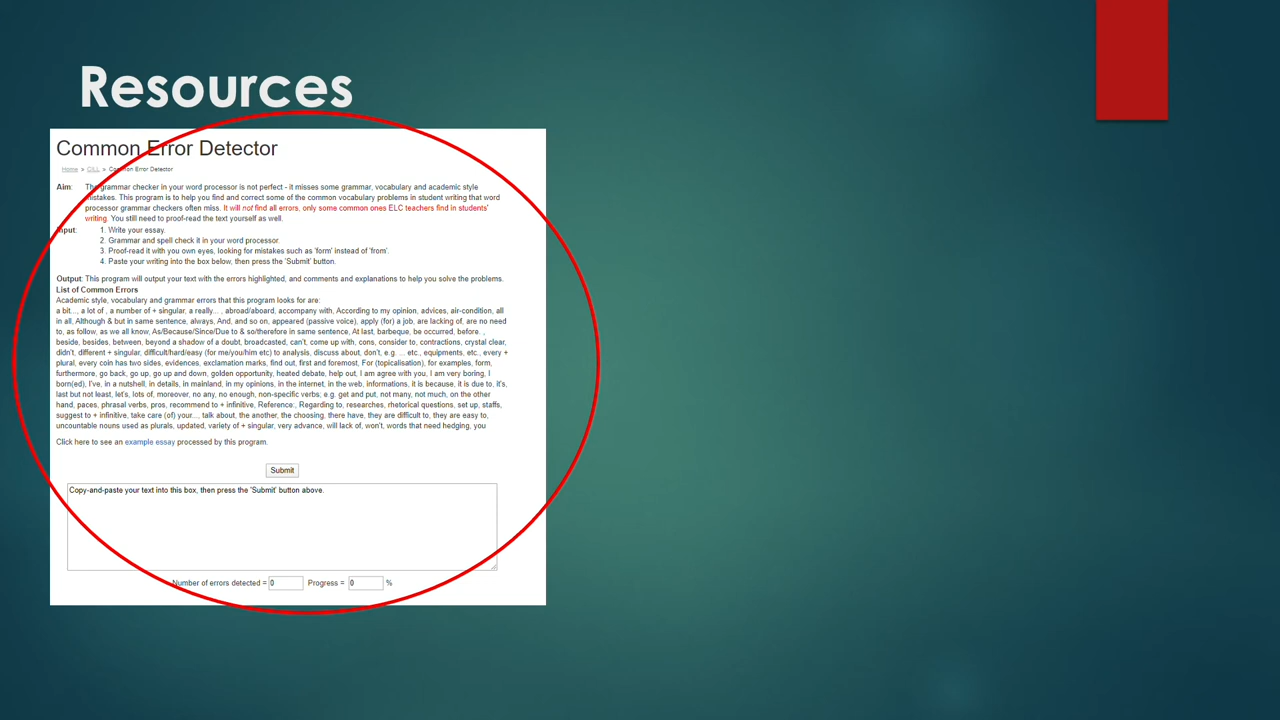 Resources
Common Error Detector
Home » CILL » Common Error Detector
Aim: The grammar checker in your word processor is not perfect - it misses some grammar, vocabulary and academic style
mistakes. This program is to help you find and correct some of the common vocabulary problems in student writing that word
processor grammar checkers often miss. It will not find all errors, only some common ones ELC teachers find in students'
writing. You still need to proof-read the text yourself as well.
Input: 1. Write your essay.
2. Grammar and spell check it in your word processor.
3. Proof-read it with you own eyes, looking for mistakes such as 'form' instead of 'from'.
4. Paste your writing into the box below, then press the 'Submit' button.
Output: This program will output your text with the errors highlighted, and comments and explanations to help you solve the problems.
List of Common Errors
Academic style, vocabulary and grammar errors that this program looks for are:
a bit..., a lot of , a number of + singular, a really... , abroad/aboard, accompany with, According to my opinion, advices, air-condition, all
in all, Although & but in same sentence, always, And, and so on, appeared (passive voice), apply (for) a job, are lacking of, are no need
to, as follow, as we all know, As/Because/Since/Due to & so/therefore in same sentence, At last, barbeque, be occurred, before. ,
beside, besides, between, beyond a shadow of a doubt, broadcasted, can't, come up with, cons, consider to, contractions, crystal clear,
didn't, different + singular, difficult/hard/easy (for me/you/him etc) to analysis, discuss about, don't, e.g. ... etc., equipments, etc., every +
plural, every coin has two sides, evidences, exclamation marks, find out, first and foremost, For (topicalisation), for examples, form,
furthermore, go back, go up, go up and down, golden opportunity, heated debate, help out, I am agree with you, I am very boring, I
born(ed), I've, in a nutshell, in details, in mainland, in my opinions, in the internet, in the web, informations, it is because, it is due to, it's,
last but not least, let's, lots of, moreover, no any, no enough, non-specific verbs; e.g. get and put, not many, not much, on the other
hand, paces, phrasal verbs, pros, recommend to + infinitive, Reference:, Regarding to, researches, rhetorical questions, set up, staffs,
suggest to + infinitive, take care (of) your..., talk about, the another, the choosing, there have, they are difficult to, they are easy to,
uncountable nouns used as plurals, updated, variety of + singular, very advance, will lack of, won't, words that need hedging, you
Click here to see an example essay processed by this program.
Submit
Copy-and-paste your text into this box, then press the 'Submit' button above.
Number of errors detected = 0 Progress = 0 %